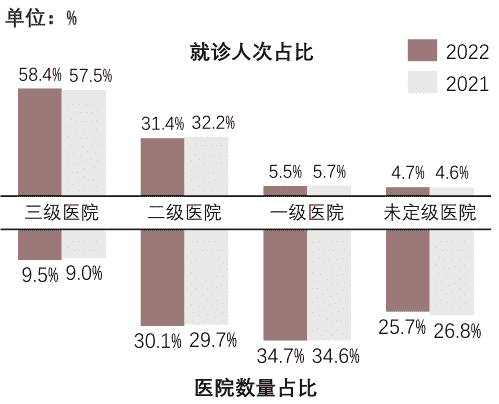 单位：%
就诊人次占比
2022
2021
58.4% 57.5%
31.4% 32.2%
5.5% 5.7%
4.7% 4.6%
三级医院 二级医院 一级医院 未定级医院
9.5% 9.0%
30.1% 29.7%
34.7% 34.6%
25.7% 26.8%
医院数量占比